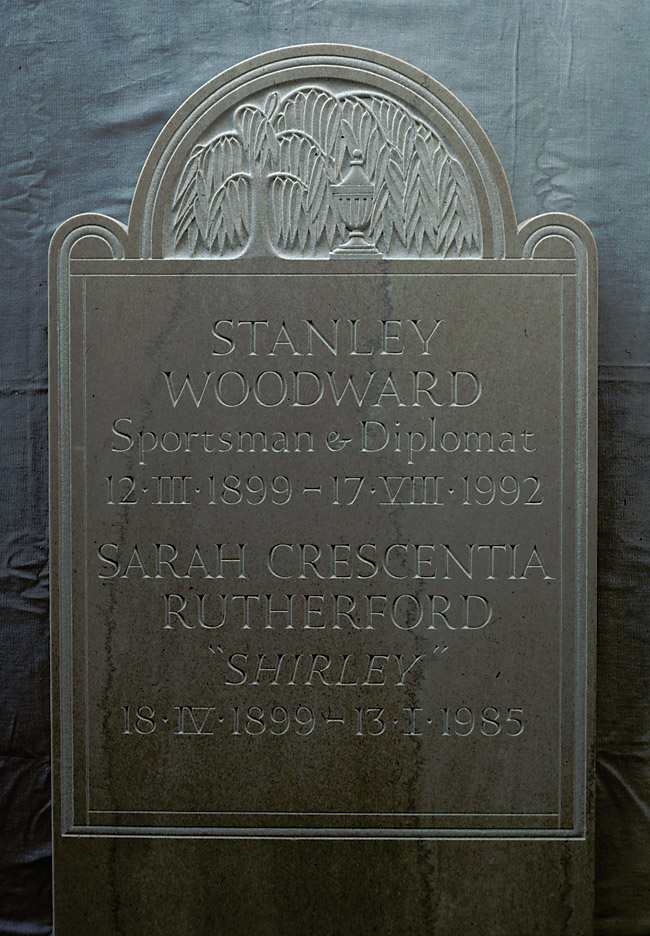 STANLEY
WOODWARD
Sportsman & Diplomat
12·III·1899–17·VIII·1992
SARAH CRESCENTIA
RUTHERFORD
"SHIRLEY"
18·IV·1899–13·I·1985